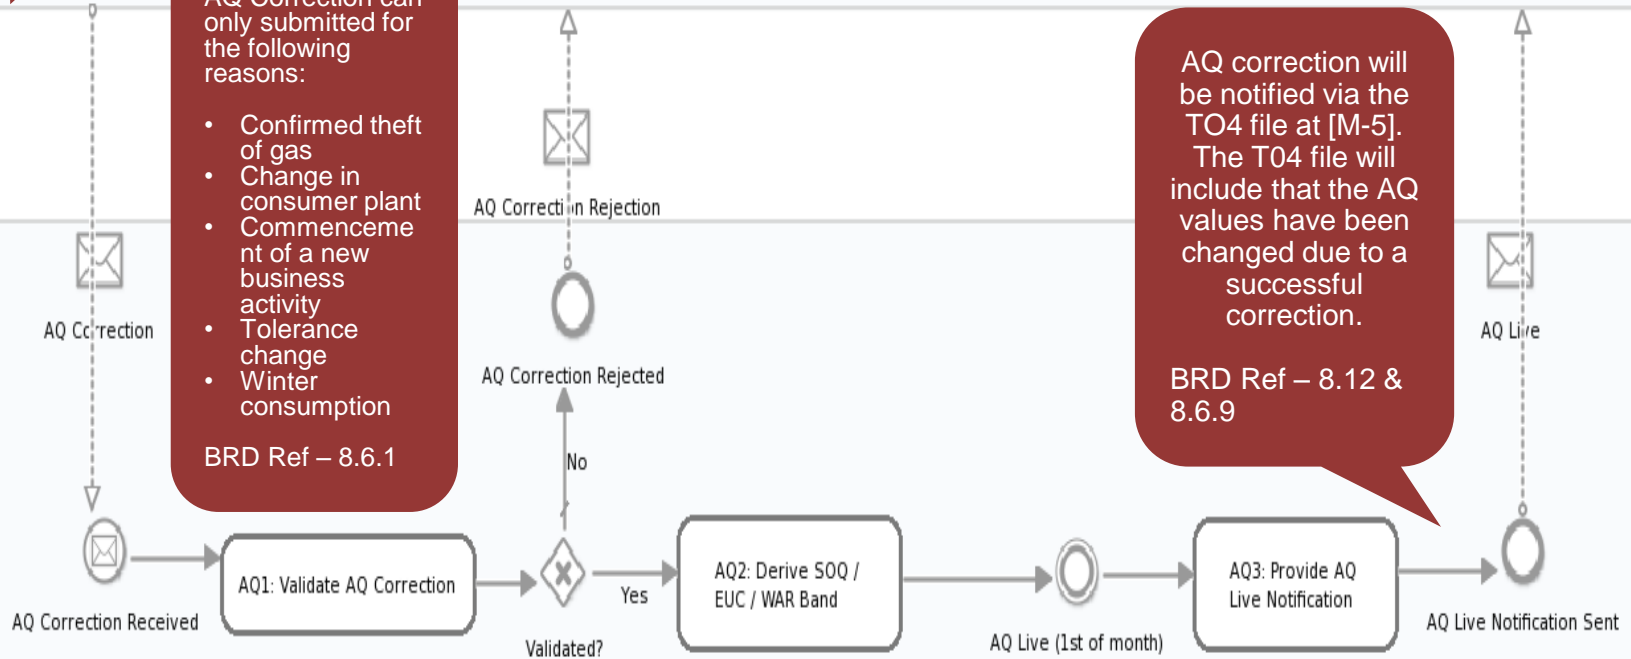 AQ Correction can
only submitted for
the following
reasons:
• Confirmed theft
of gas
• Change in
consumer plant
• Commenceme
nt of a new
business
activity
• Tolerance
change
• Winter
consumption
BRD Ref – 8.6.1
AQ correction will
be notified via the
TO4 file at [M-5].
The T04 file will
include that the AQ
values have been
changed due to a
successful
correction.
BRD Ref – 8.12 &
8.6.9
AQ Correction Rejection
AQ Correction
AQ Live
AQ Correction Rejected
No
AQ1: Validate AQ Correction
AQ2: Derive SOQ /
EUC / WAR Band
AQ3: Provide AQ
Live Notification
Yes
AQ Correction Received
Validated?
AQ Live (1st of month)
AQ Live Notification Sent